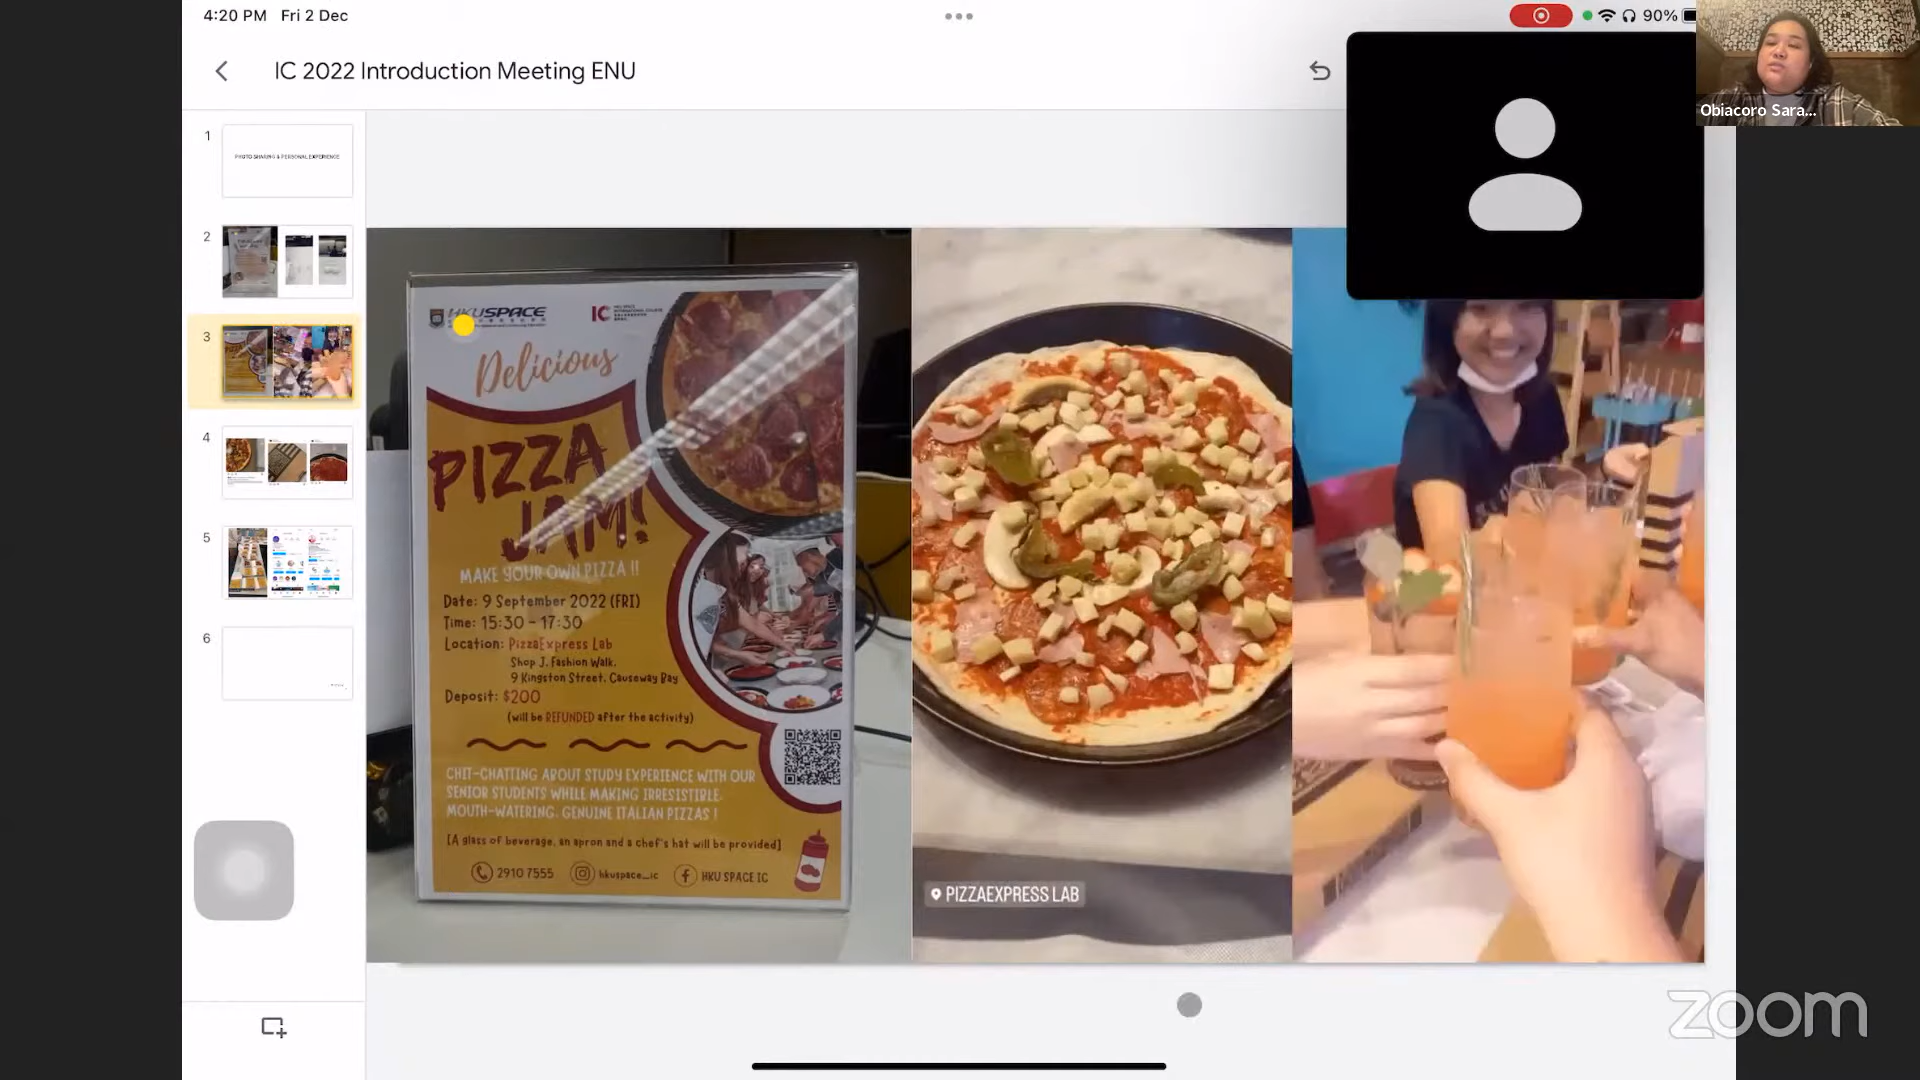 4:20 PM Fri 2 Dec
90%
IC 2022 Introduction Meeting ENU
Obiacoro Sara...
1
PHOTO SHARING & PERSONAL EXPERIENCE
2
3
4
5
6
HKUSPACE
IC
Delicious
PIZZA
JAM!
MAKE YOUR OWN PIZZA !!
Date: 9 September 2022 (FRI)
Time: 15:30 - 17:30
Location: PizzaExpress Lab
Shop J, Fashion Walk,
9 Kingston Street, Causeway Bay
Deposit: $200
(will be REFUNDED after the activity)
CHIT-CHATTING ABOUT STUDY EXPERIENCE WITH OUR
SENIOR STUDENTS WHILE MAKING IRRESISTIBLE,
MOUTH-WATERING, GENUINE ITALIAN PIZZAS !
[A glass of beverage, an apron and a chef's hat will be provided]
2910 7555 hkuspace_ic HKU SPACE IC
PIZZAEXPRESS LAB
zoom